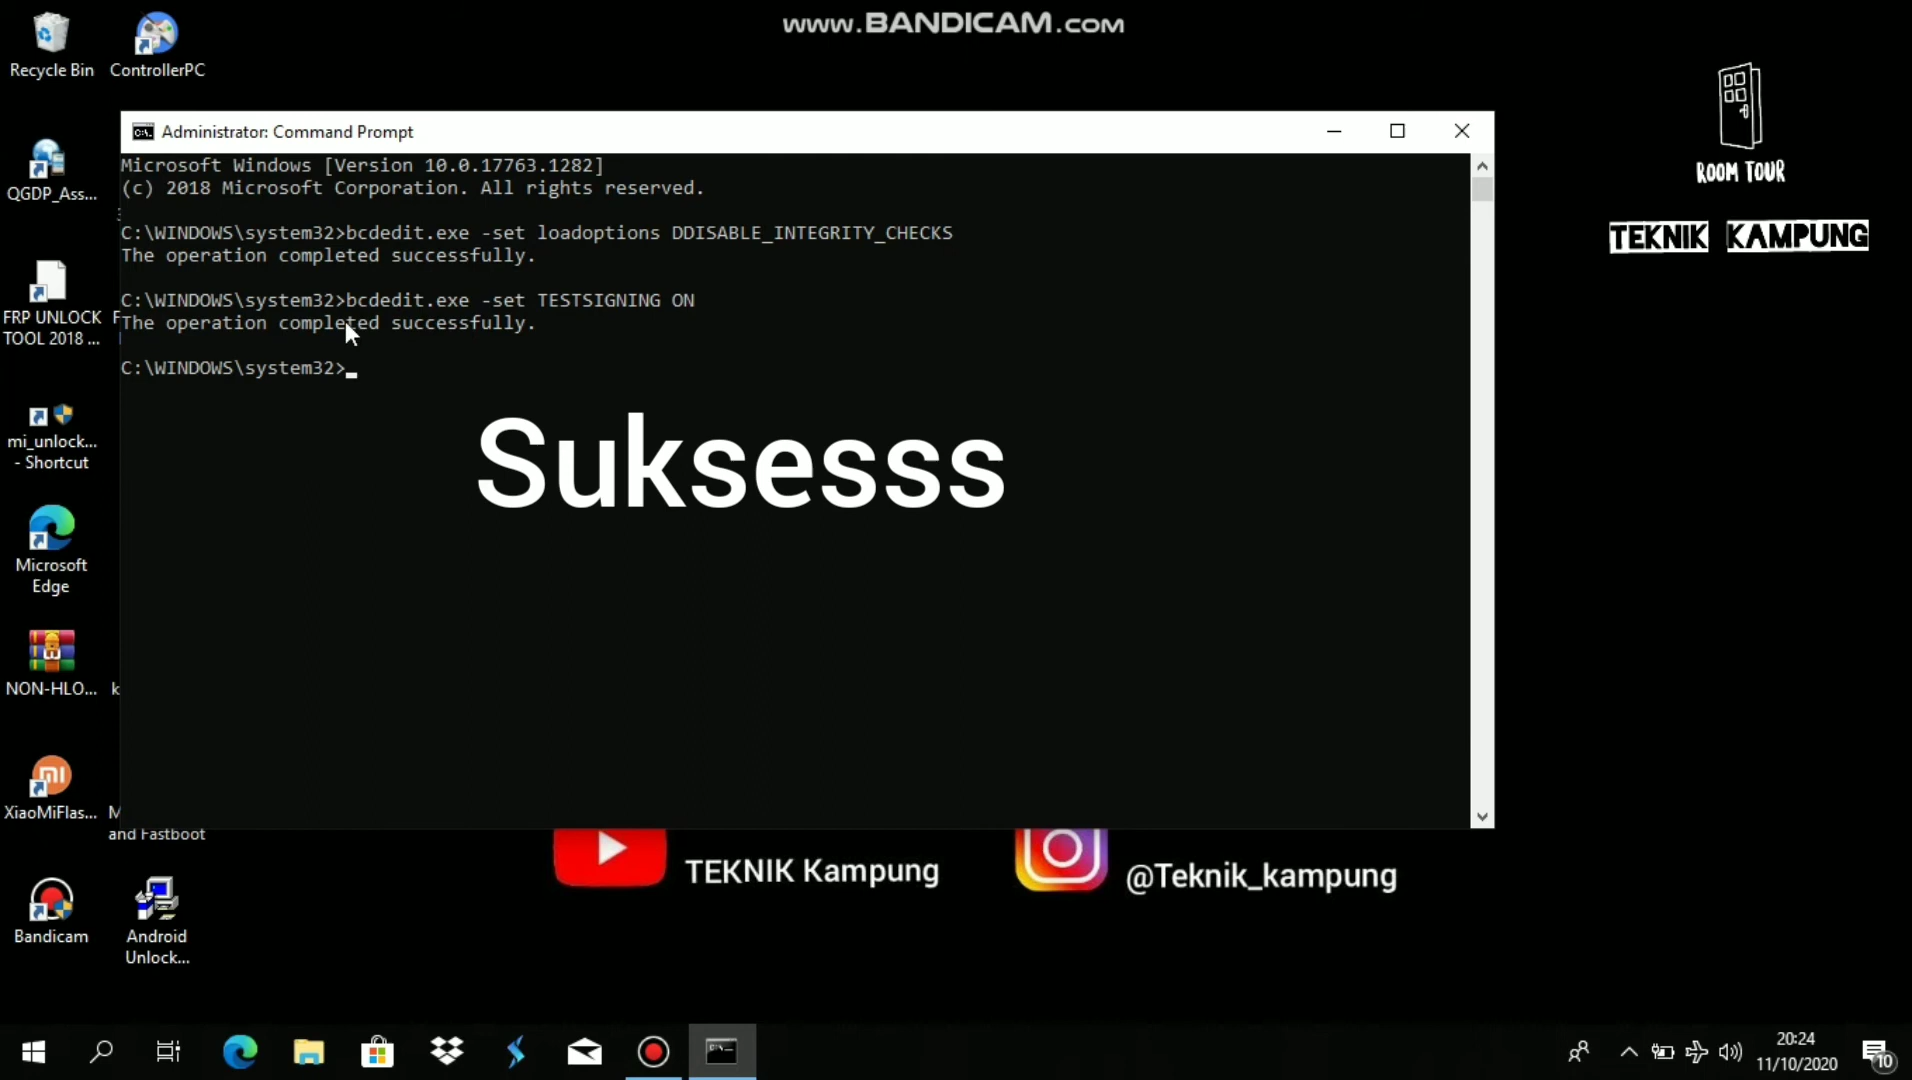 www.BANDICAM.com
Recycle Bin
ControllerPC
ROOM TOUR
TEKNIK KAMPUNG
QGDP_Ass...
FRP UNLOCK
TOOL 2018 ...
mi_unlock...
- Shortcut
Microsoft
Edge
NON-HLO...
XiaoMiFlas...
and Fastboot
Bandicam
Android
Unlock...
Administrator: Command Prompt
Microsoft Windows [Version 10.0.17763.1282]
(c) 2018 Microsoft Corporation. All rights reserved.
C:\WINDOWS\system32>bcdedit.exe -set loadoptions DDISABLE_INTEGRITY_CHECKS
The operation completed successfully.
C:\WINDOWS\system32>bcdedit.exe -set TESTSIGNING ON
The operation completed successfully.
C:\WINDOWS\system32>
Suksesss
TEKNIK Kampung
@Teknik_kampung
20:24
11/10/2020
10